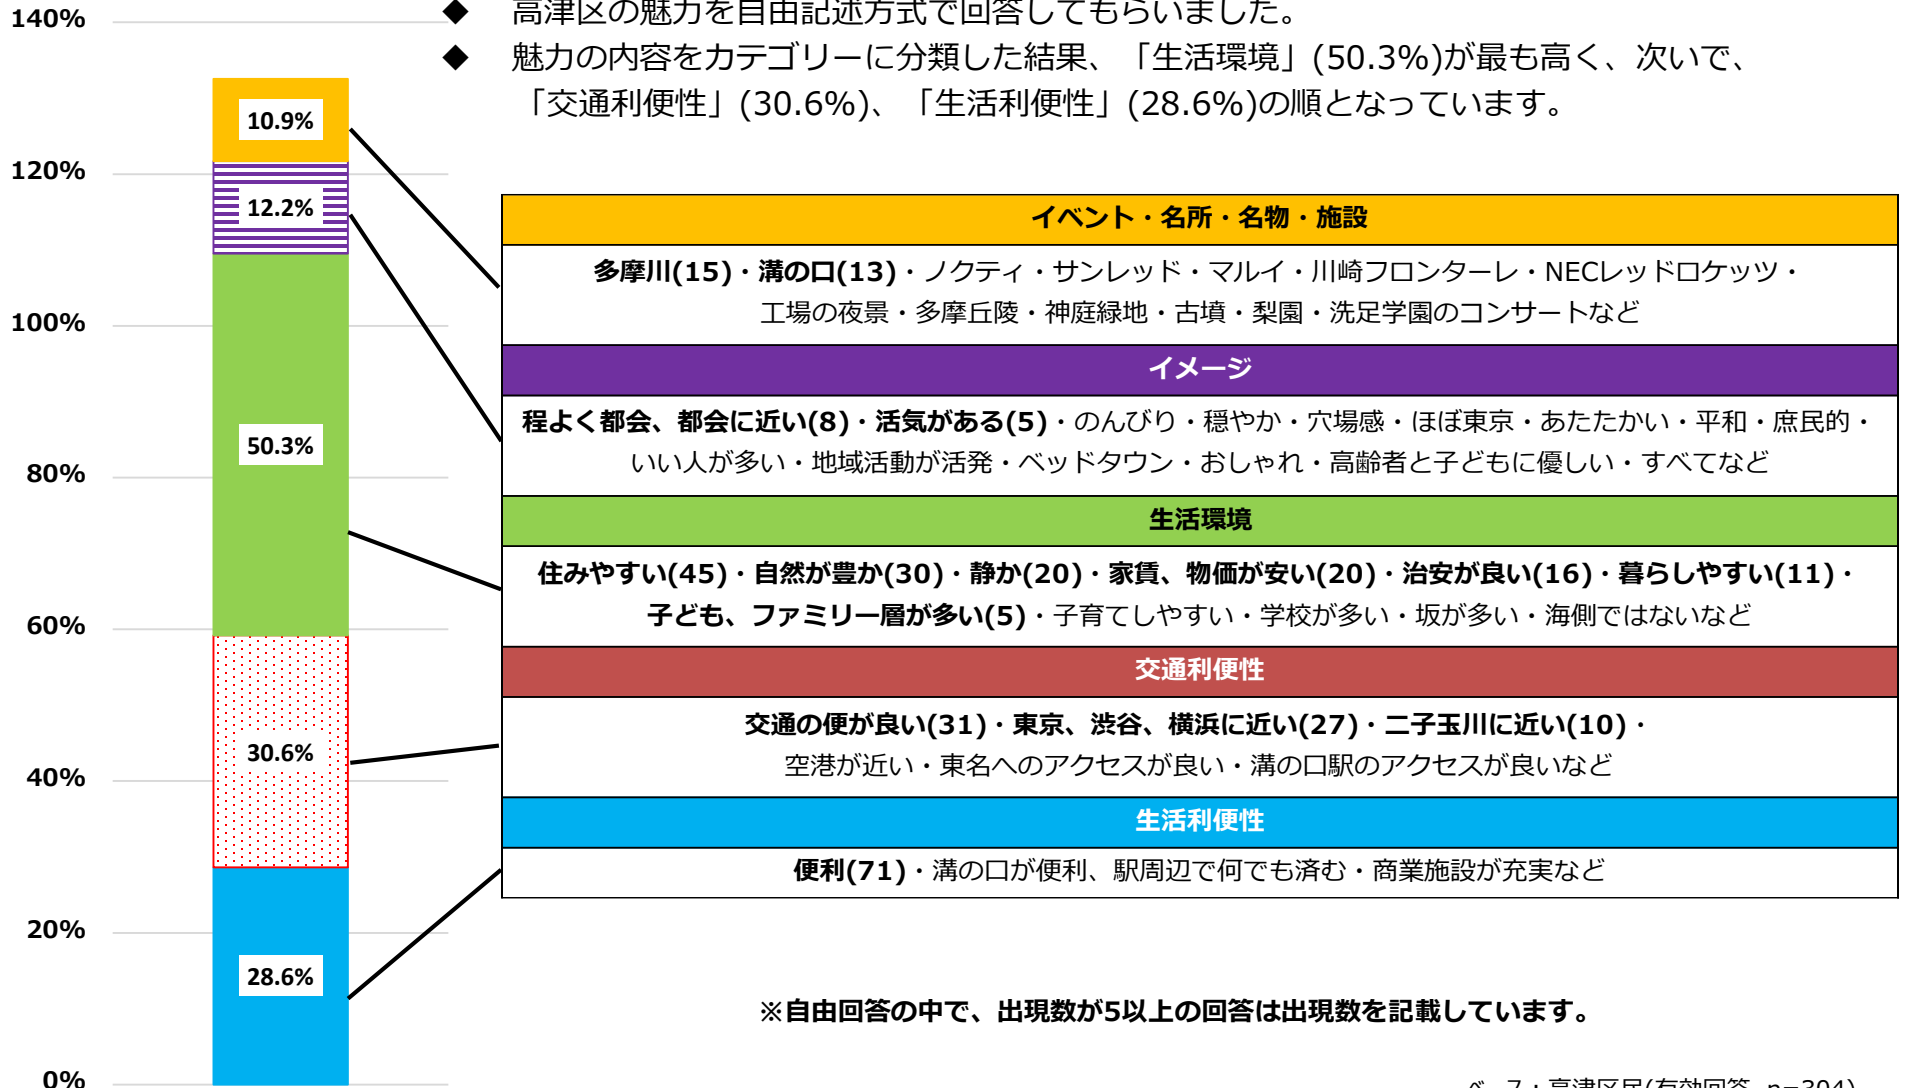 ◆ 高津区の魅力を自由記述方式で回答してもらいました。
◆ 魅力の内容をカテゴリーに分類した結果、「生活環境」(50.3%)が最も高く、次いで、
「交通利便性」(30.6%)、「生活利便性」(28.6%)の順となっています。
140%
120%
100%
80%
60%
40%
20%
0%
10.9%
12.2%
50.3%
30.6%
28.6%
イベント・名所・名物・施設
多摩川(15)・溝の口(13)・ノクティ・サンレッド・マルイ・川崎フロンターレ・NECレッドロケッツ・
工場の夜景・多摩丘陵・神庭緑地・古墳・梨園・洗足学園のコンサートなど
イメージ
程よく都会、都会に近い(8)・活気がある(5)・のんびり・穏やか・穴場感・ほぼ東京・あたたかい・平和・庶民的・
いい人が多い・地域活動が活発・ベッドタウン・おしゃれ・高齢者と子どもに優しい・すべてなど
生活環境
住みやすい(45)・自然が豊か(30)・静か(20)・家賃、物価が安い(20)・治安が良い(16)・暮らしやすい(11)・
子ども、ファミリー層が多い(5)・子育てしやすい・学校が多い・坂が多い・海側ではないなど
交通利便性
交通の便が良い(31)・東京、渋谷、横浜に近い(27)・二子玉川に近い(10)・
空港が近い・東名へのアクセスが良い・溝の口駅のアクセスが良いなど
生活利便性
便利(71)・溝の口が便利、駅周辺で何でも済む・商業施設が充実など
※自由回答の中で、出現数が5以上の回答は出現数を記載しています。
ベース：高津区民(有効回答 n=304)